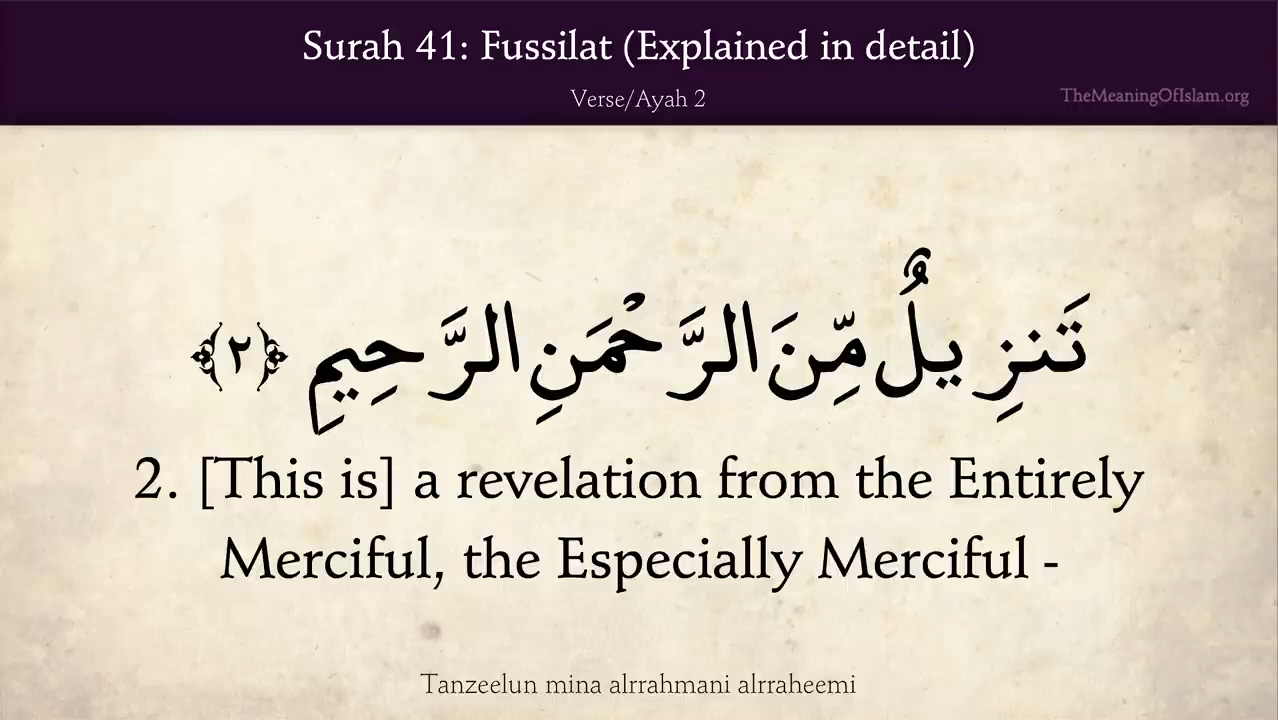 Surah 41: Fussilat (Explained in detail)
Verse/Ayah 2
TheMeaningOfIslam.org
تَنزِيلٌ مِّنَ الرَّحْمَنِ الرَّحِيمِ ﴿٢﴾
2. [This is] a revelation from the Entirely
Merciful, the Especially Merciful -
Tanzeelun mina alrrahmani alrraheemi